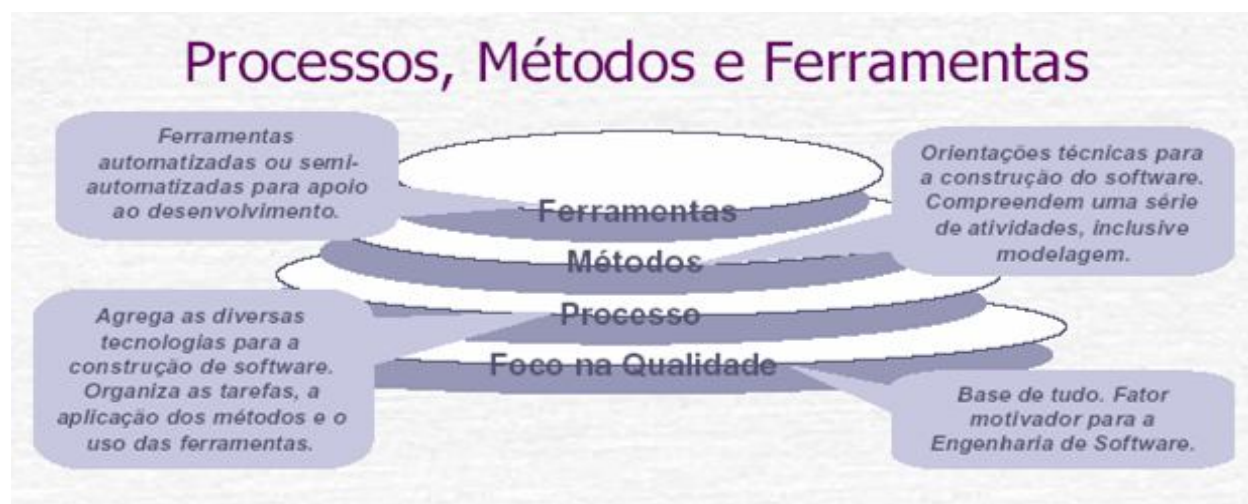 Processos, Métodos e Ferramentas
Ferramentas
automatizadas ou semi-
automatizadas para apoio
ao desenvolvimento.
Orientações técnicas para
a construção do software.
Compreendem uma série
de atividades, inclusive
modelagem.
Ferramentas
Métodos
Processo
Foco na Qualidade
Agrega as diversas
tecnologias para a
construção de software.
Organiza as tarefas, a
aplicação dos métodos e o
uso das ferramentas.
Base de tudo. Fator
motivador para a
Engenharia de Software.